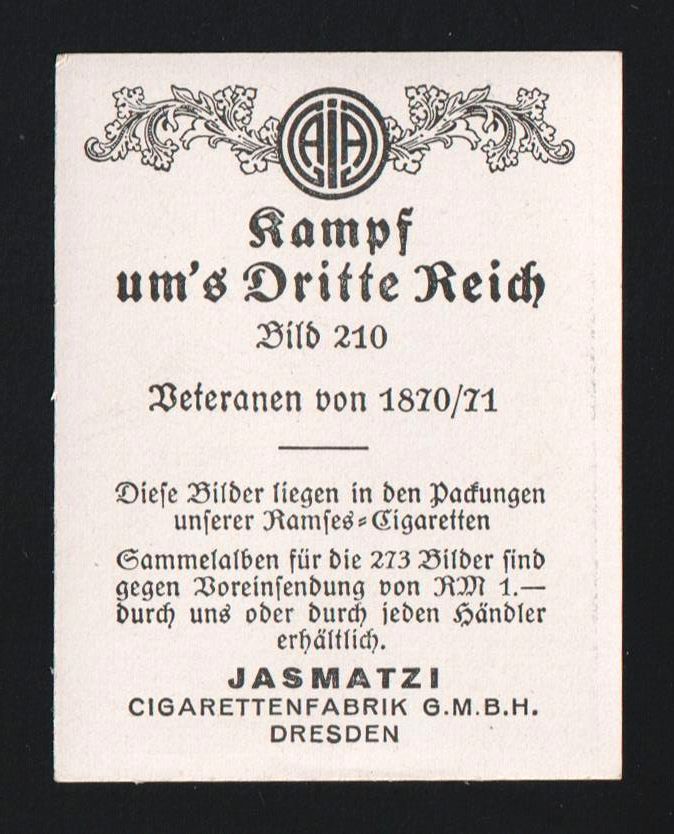 AJA
Kampf
um's Dritte Reich
Bild 210
Veteranen von 1870/71
Diese Bilder liegen in den Packungen
unserer Ramses=Cigaretten
Sammelalben für die 273 Bilder sind
gegen Voreinsendung von RM 1.—
durch uns oder durch jeden Händler
erhältlich.
JASMATZI
CIGARETTENFABRIK G.M.B.H.
DRESDEN